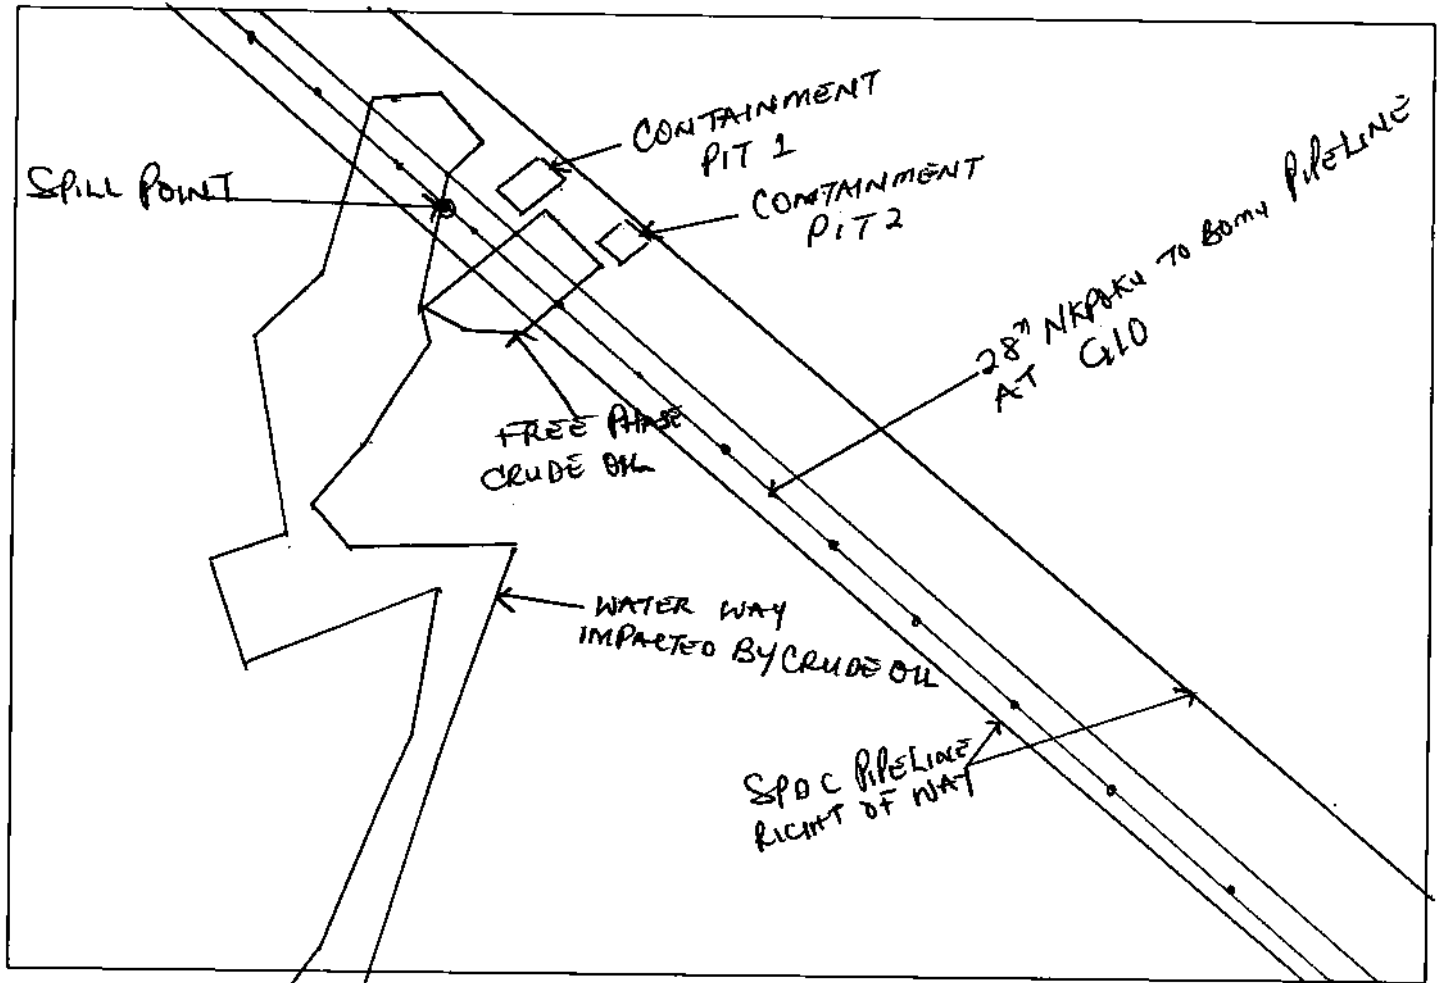 CONTAINMENT
PIT 1
SPILL POINT
CONTAINMENT
PIT 2
28" NKPOKU TO BOMU PIPELINE
AT GIO
FREE PHASE
CRUDE OIL
WATER WAY
IMPACTED BY CRUDE OIL
SPDC PIPELINE
RIGHT OF WAY